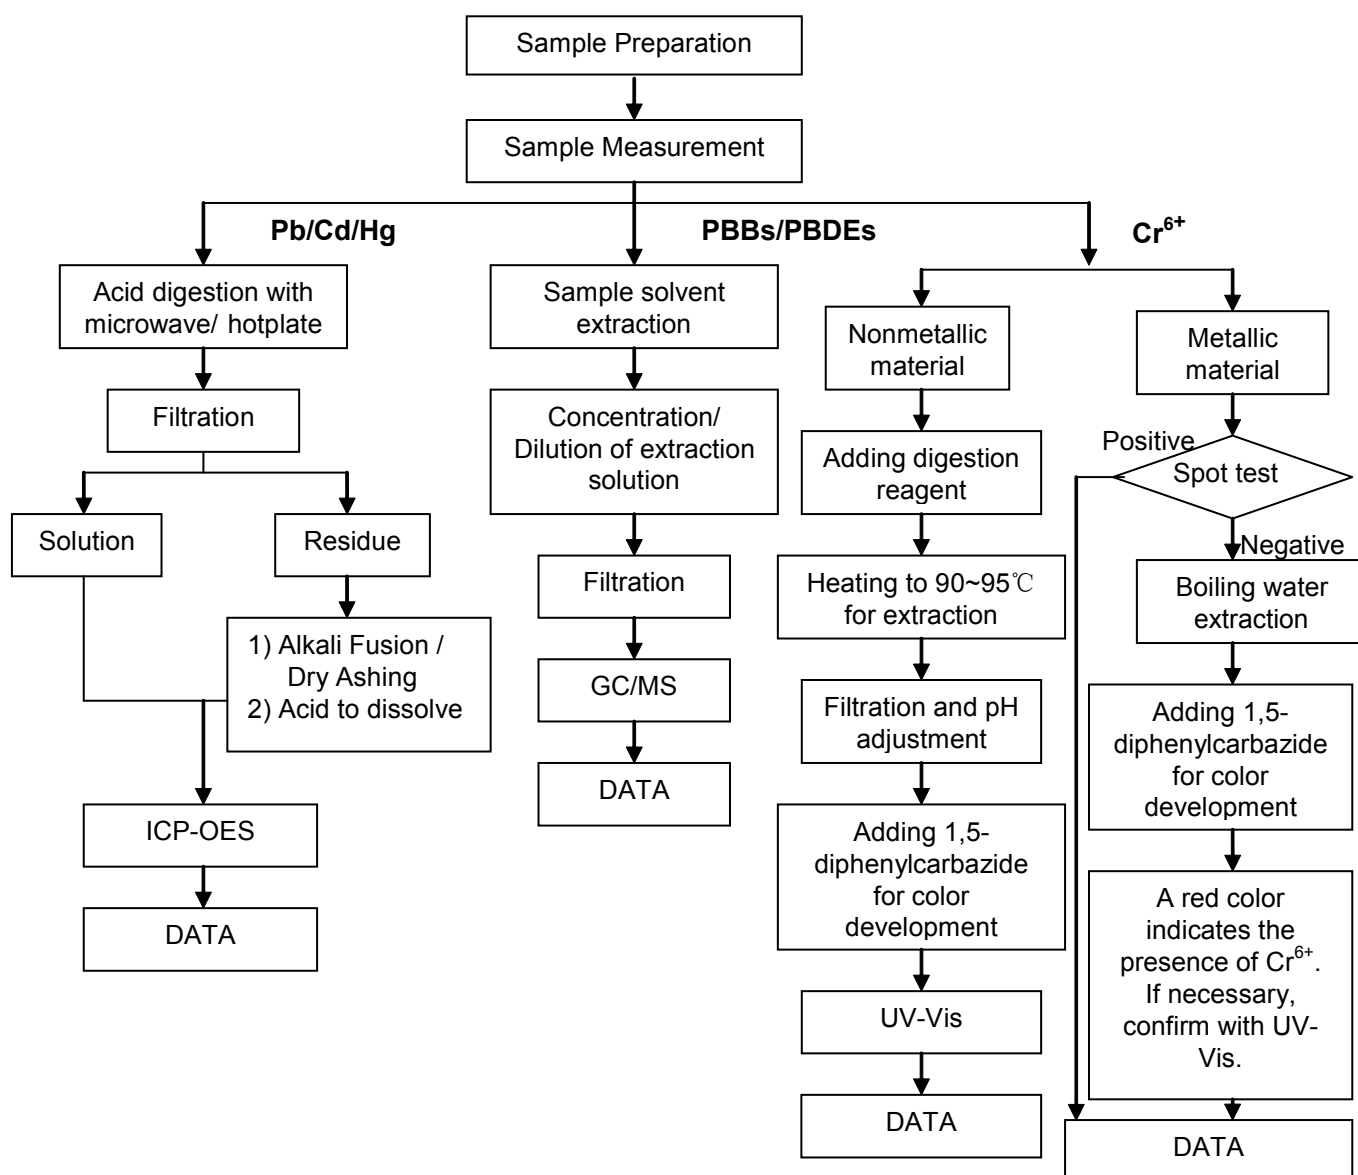 Sample Preparation
Sample Measurement
Pb/Cd/Hg
PBBs/PBDEs
Cr⁶⁺
Acid digestion with
microwave/ hotplate
Filtration
Solution
Residue
1) Alkali Fusion /
Dry Ashing
2) Acid to dissolve
ICP-OES
DATA
Sample solvent
extraction
Concentration/
Dilution of extraction
solution
Filtration
GC/MS
DATA
Nonmetallic
material
Adding digestion
reagent
Heating to 90~95℃
for extraction
Filtration and pH
adjustment
Adding 1,5-
diphenylcarbazide
for color
development
UV-Vis
DATA
Metallic
material
Positive
Spot test
Negative
Boiling water
extraction
Adding 1,5-
diphenylcarbazide
for color
development
A red color
indicates the
presence of Cr⁶⁺.
If necessary,
confirm with UV-
Vis.
DATA